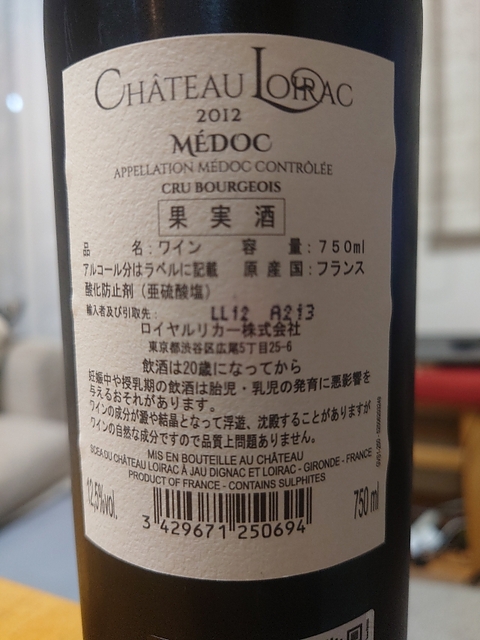 CHÂTEAU LOIRAC
2012
MÉDOC
APPELLATION MÉDOC CONTRÔLÉE
CRU BOURGEOIS
果 実 酒
品 名：ワイン 容 量：750ml
アルコール分はラベルに記載 原 産 国：フランス
酸化防止剤（亜硫酸塩）
輸入者及び引取先：
LL12 A213
ロイヤルリカー株式会社
東京都渋谷区広尾5丁目25-6
飲酒は20歳になってから
妊娠中や授乳期の飲酒は胎児・乳児の発育に悪影響を
与えるおそれがあります。
ワインの成分が澱や結晶となって浮遊、沈殿することがありますが
ワインの自然な成分ですので品質上問題ありません。
MIS EN BOUTEILLE AU CHÂTEAU
SCEA DU CHÂTEAU LOIRAC À JAU DIGNAC ET LOIRAC - GIRONDE - FRANCE
PRODUCT OF FRANCE - CONTAINS SULPHITES
12,5%vol.
750 ml
3 429671 250694